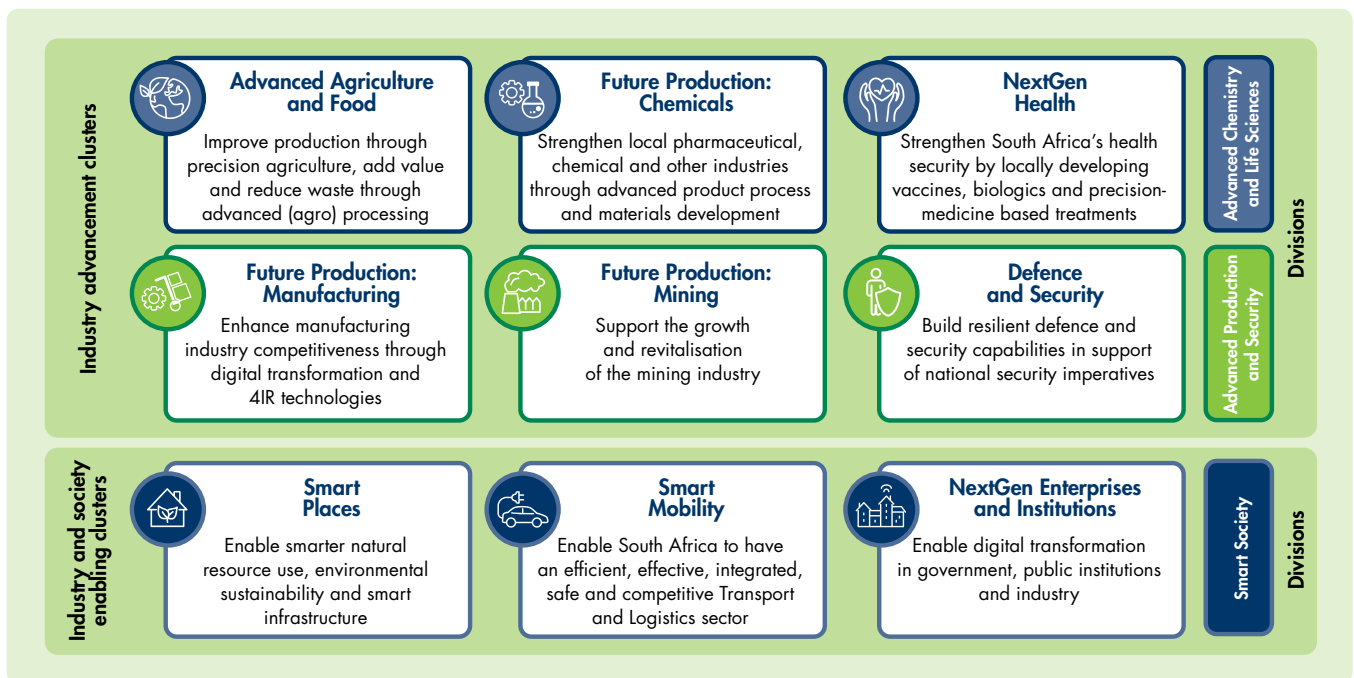 Industry advancement clusters
Advanced Agriculture
and Food
Improve production through
precision agriculture, add value
and reduce waste through
advanced (agro) processing
Future Production:
Chemicals
Strengthen local pharmaceutical,
chemical and other industries
through advanced product process
and materials development
NextGen
Health
Strengthen South Africa’s health
security by locally developing
vaccines, biologics and precision-
medicine based treatments
Advanced Chemistry
and Life Sciences
Future Production:
Manufacturing
Enhance manufacturing
industry competitiveness through
digital transformation and
4IR technologies
Future Production:
Mining
Support the growth
and revitalisation
of the mining industry
Defence
and Security
Build resilient defence and
security capabilities in support
of national security imperatives
Advanced Production
and Security
Divisions
Industry and society
enabling clusters
Smart
Places
Enable smarter natural
resource use, environmental
sustainability and smart
infrastructure
Smart
Mobility
Enable South Africa to have
an efficient, effective, integrated,
safe and competitive Transport
and Logistics sector
NextGen Enterprises
and Institutions
Enable digital transformation
in government, public institutions
and industry
Smart Society
Divisions